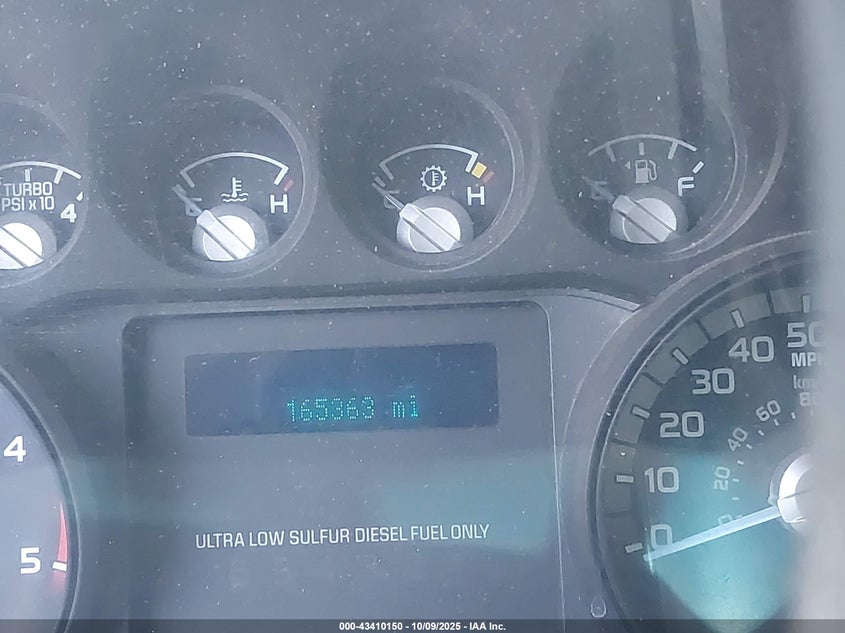 TURBO
PSI x 10
4
C
H
C
H
E
F
165363 mi
ULTRA LOW SULFUR DIESEL FUEL ONLY
4
5
0
10
20
30
40
50
MPH
km/
20
40
60
80
000-43410150 - 10/09/2025 - IAA Inc.